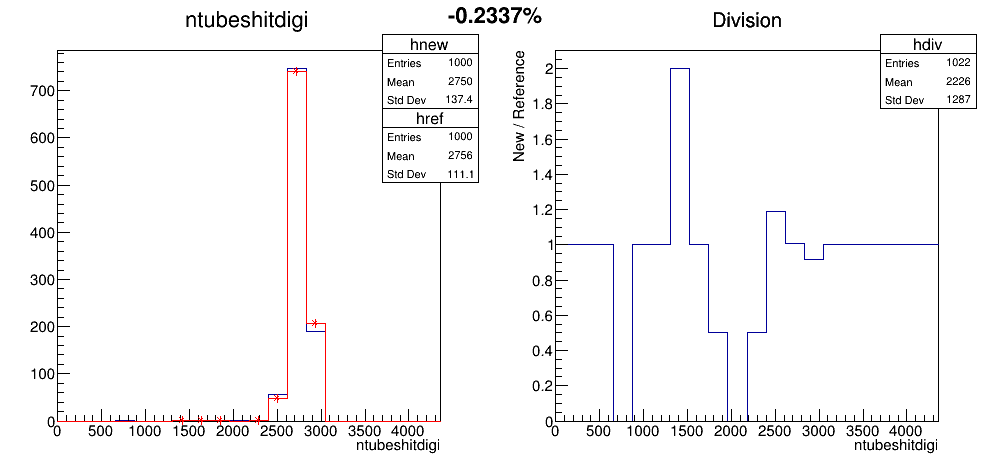 ntubeshitdigi
-0.2337%
Division
hnew
Entries 1000
Mean 2750
Std Dev 137.4
href
Entries 1000
Mean 2756
Std Dev 111.1
700
600
500
400
300
200
100
0
0 500 1000 1500 2000 2500 3000 3500 4000
ntubeshitdigi
hdiv
Entries 1022
Mean 2226
Std Dev 1287
New / Reference
2
1.8
1.6
1.4
1.2
1
0.8
0.6
0.4
0.2
0
0 500 1000 1500 2000 2500 3000 3500 4000
ntubeshitdigi